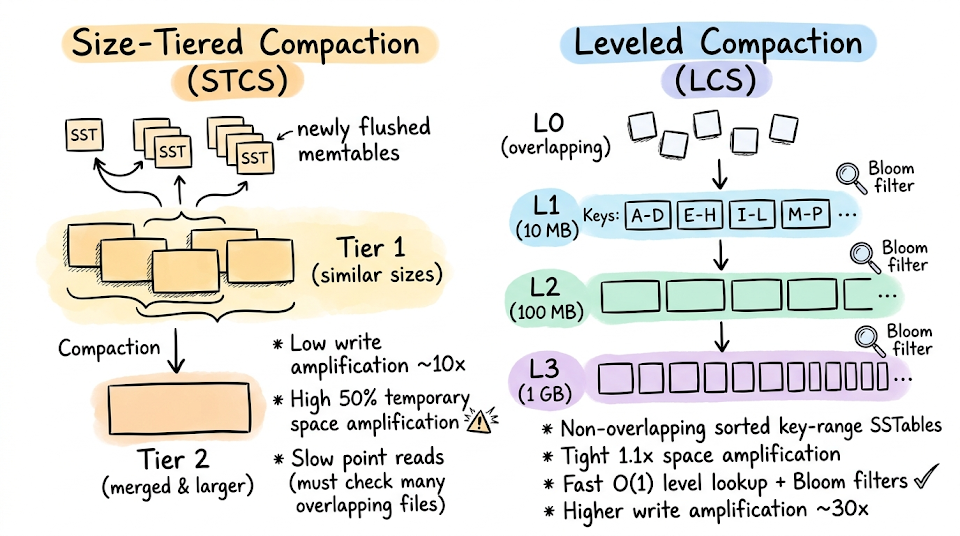 Size-Tiered Compaction
(STCS)
SST
SST
SST
newly flushed
memtables
Tier 1
(similar sizes)
Compaction
Tier 2
(merged & larger)
* Low write
amplification ~10x
* High 50% temporary
space amplification
* Slow point reads
(must check many
overlapping files)
Leveled Compaction
(LCS)
L0
(overlapping)
Bloom
filter
L1
(10 MB)
Keys: A-D E-H I-L M-P ...
Bloom
filter
L2
(100 MB)
...
Bloom
filter
L3
(1 GB)
...
* Non-overlapping sorted key-range SSTables
* Tight 1.1x space amplification
* Fast O(1) level lookup + Bloom filters ✓
* Higher write amplification ~30x